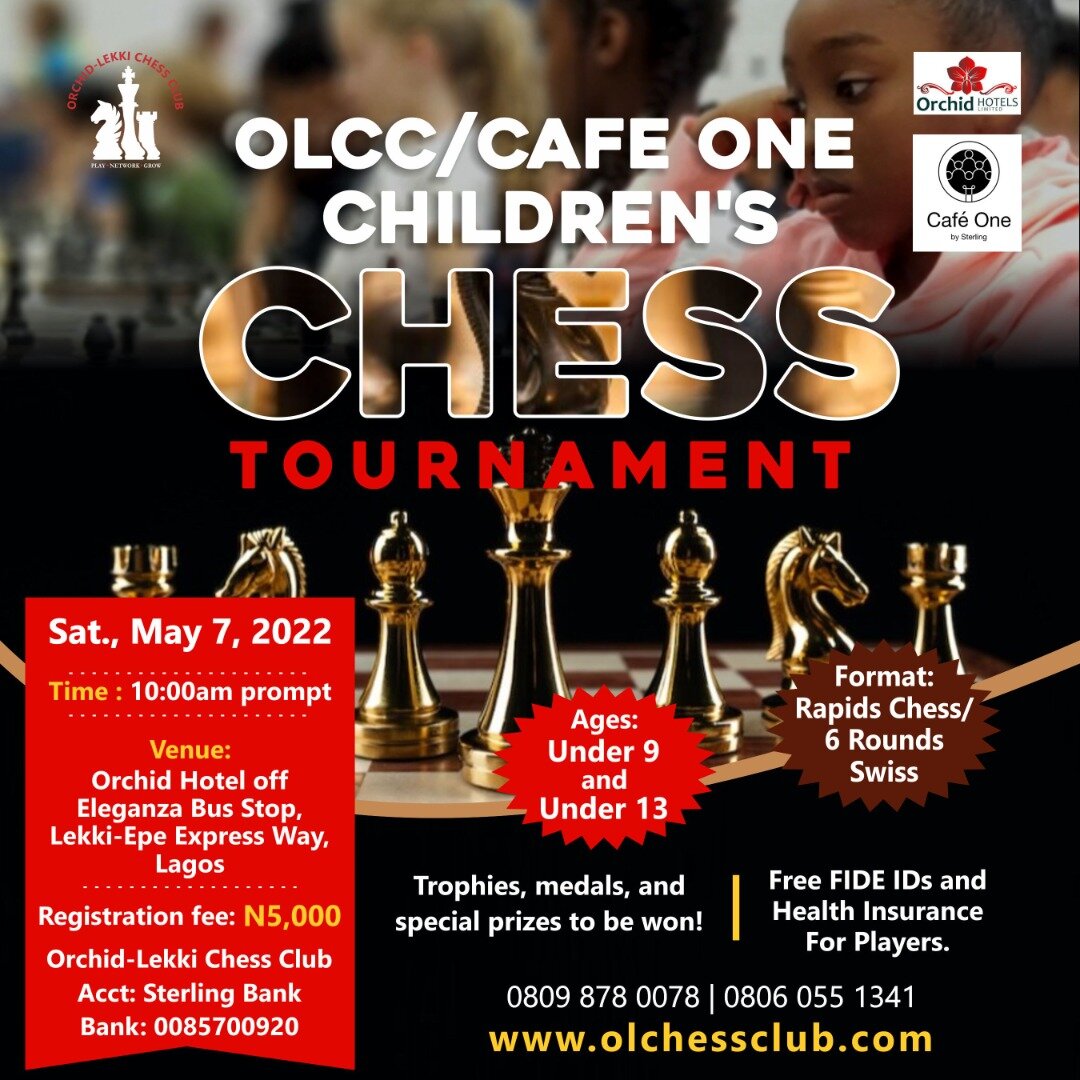 ORCHID-LEKKI CHESS CLUB
PLAY · NETWORK · GROW
Orchid HOTELS
LIMITED
Café One
by Sterling
OLCC/CAFE ONE
CHILDREN'S
CHESS
TOURNAMENT
Sat., May 7, 2022
Time : 10:00am prompt
Venue:
Orchid Hotel off
Eleganza Bus Stop,
Lekki-Epe Express Way,
Lagos
Registration fee: N5,000
Orchid-Lekki Chess Club
Acct: Sterling Bank
Bank: 0085700920
Ages:
Under 9
and
Under 13
Format:
Rapids Chess/
6 Rounds
Swiss
Trophies, medals, and
special prizes to be won!
Free FIDE IDs and
Health Insurance
For Players.
0809 878 0078 | 0806 055 1341
www.olchessclub.com